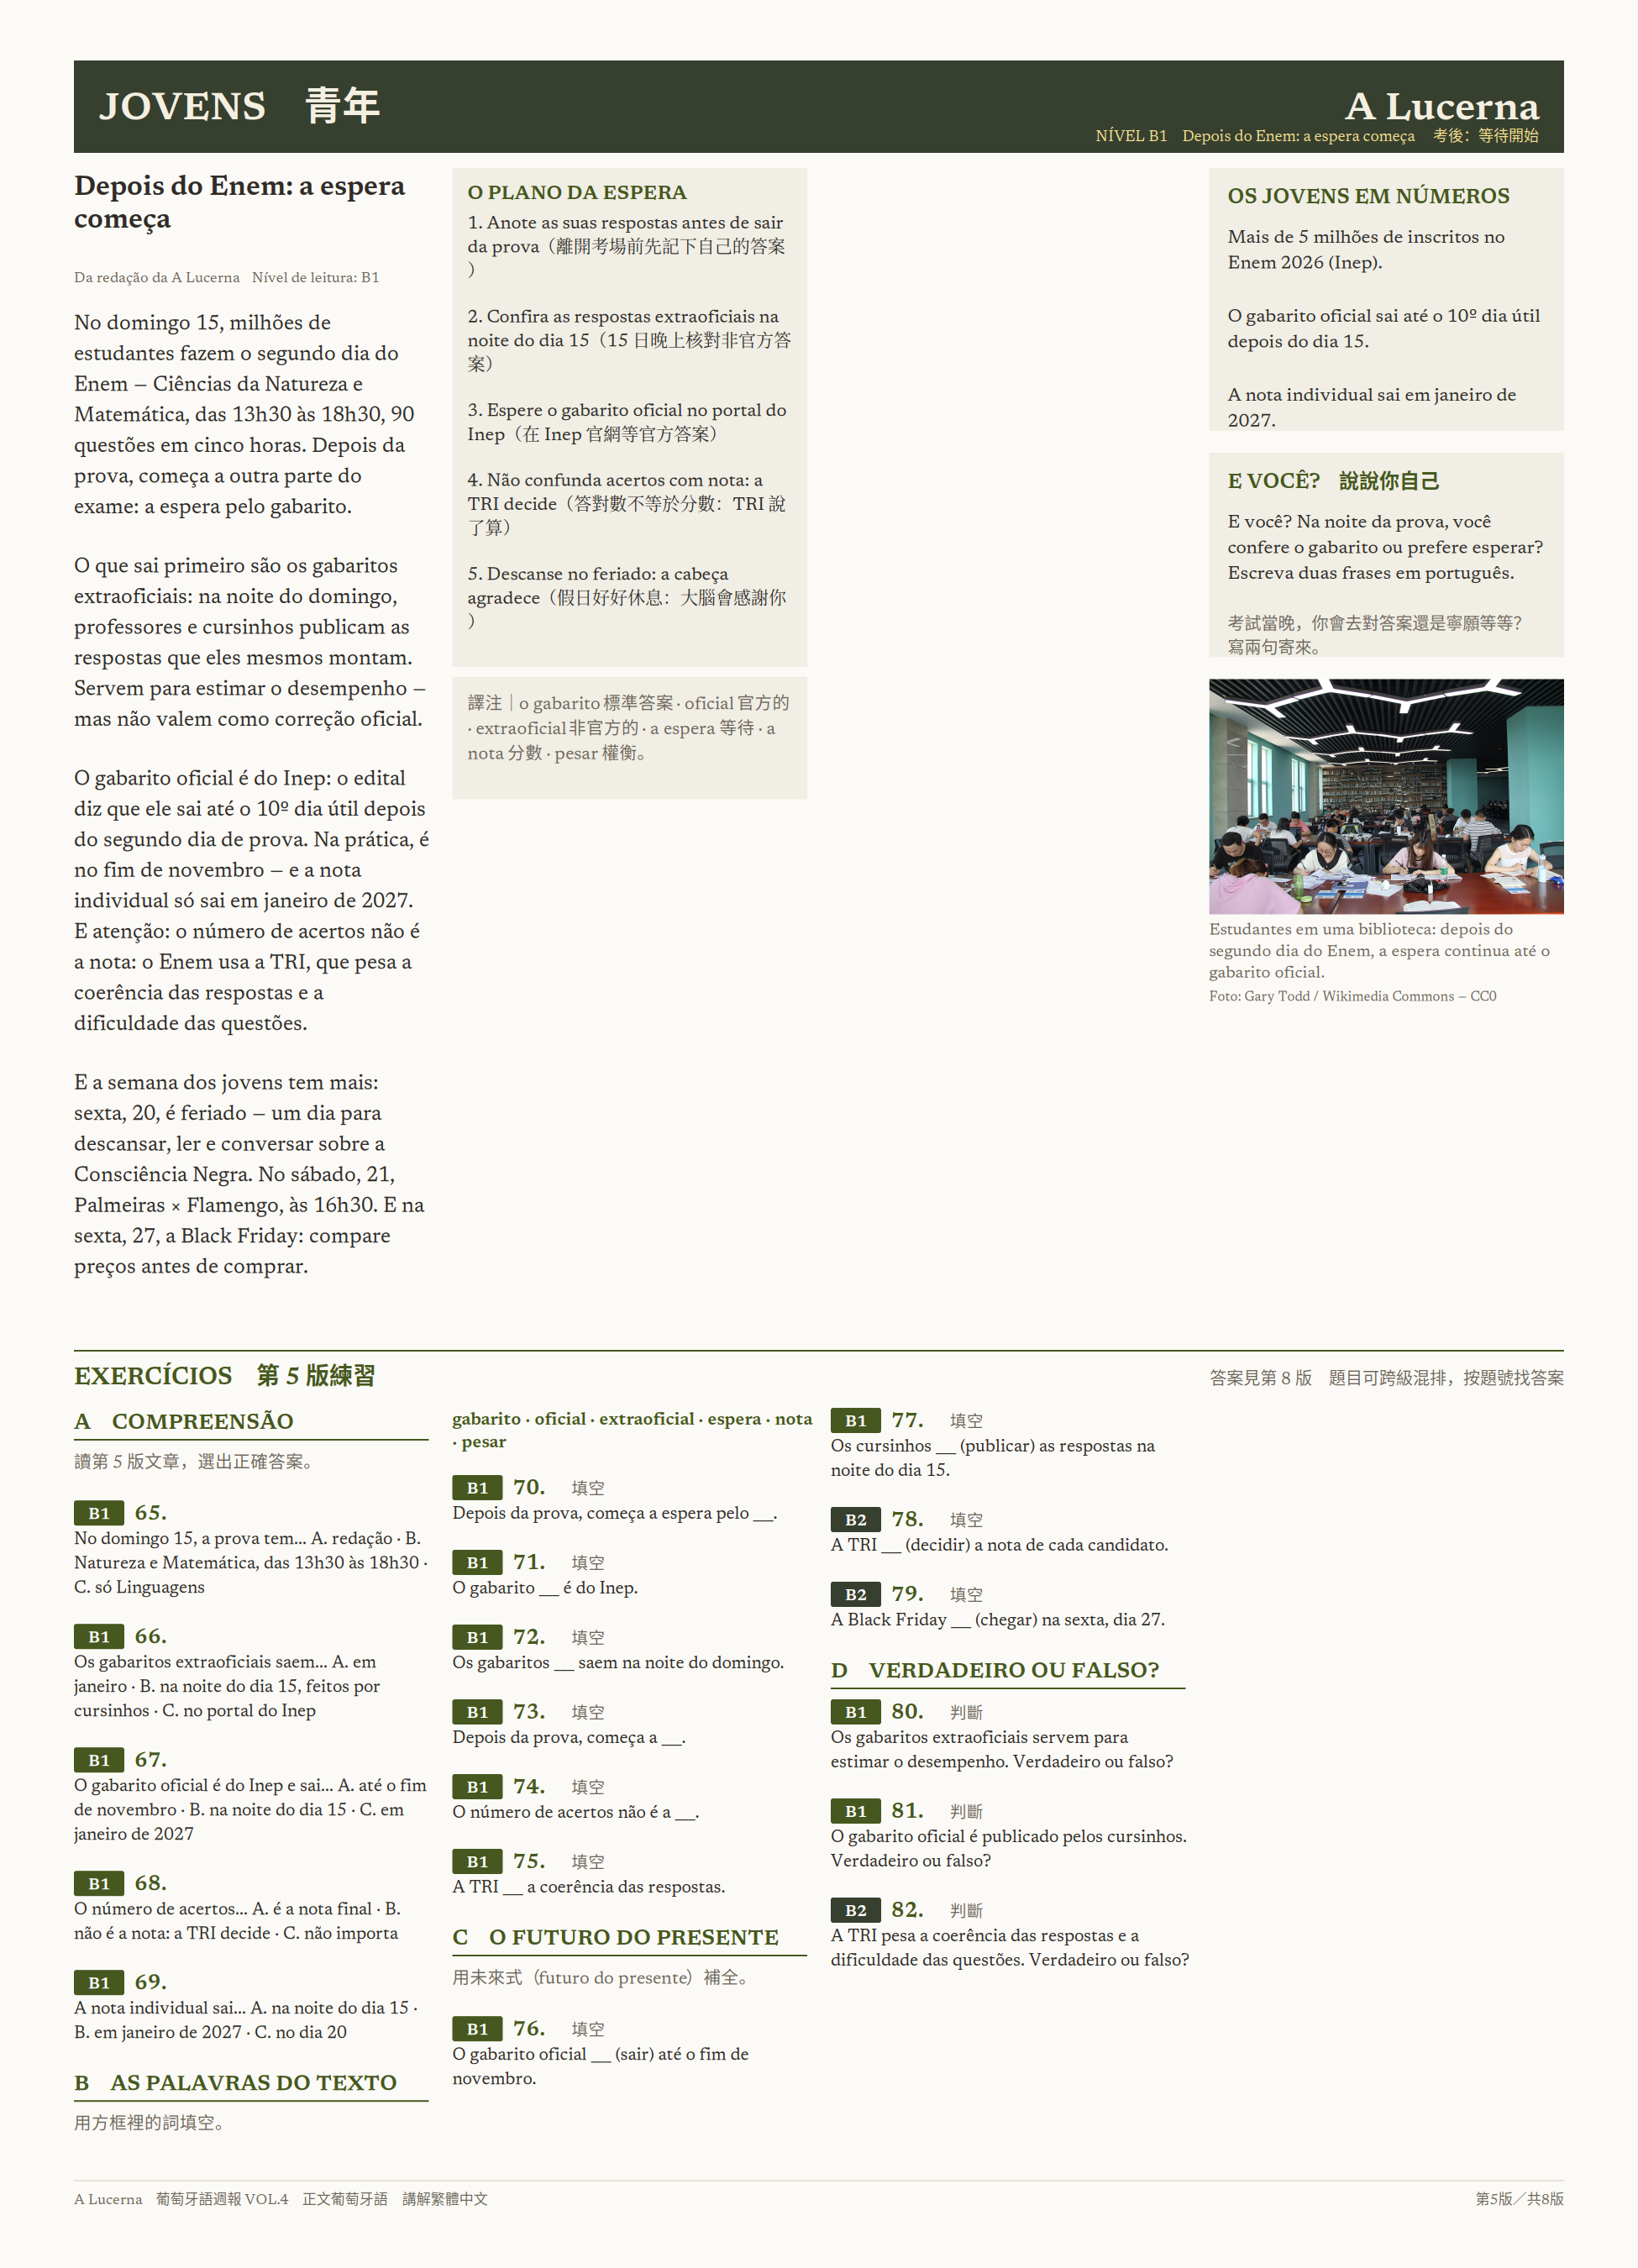 JOVENS 青年
A Lucerna
NÍVEL B1 Depois do Enem: a espera começa 考後：等待開始
Depois do Enem: a espera
começa
Da redação da A Lucerna Nível de leitura: B1
No domingo 15, milhões de
estudantes fazem o segundo dia do
Enem — Ciências da Natureza e
Matemática, das 13h30 às 18h30, 90
questões em cinco horas. Depois da
prova, começa a outra parte do
exame: a espera pelo gabarito.
O que sai primeiro são os gabaritos
extraoficiais: na noite do domingo,
professores e cursinhos publicam as
respostas que eles mesmos montam.
Servem para estimar o desempenho —
mas não valem como correção oficial.
O gabarito oficial é do Inep: o edital
diz que ele sai até o 10º dia útil depois
do segundo dia de prova. Na prática, é
no fim de novembro — e a nota
individual só sai em janeiro de 2027.
E atenção: o número de acertos não é
a nota: o Enem usa a TRI, que pesa a
coerência das respostas e a
dificuldade das questões.
E a semana dos jovens tem mais:
sexta, 20, é feriado — um dia para
descansar, ler e conversar sobre a
Consciência Negra. No sábado, 21,
Palmeiras × Flamengo, às 16h30. E na
sexta, 27, a Black Friday: compare
preços antes de comprar.
O PLANO DA ESPERA
1. Anote as suas respostas antes de sair
da prova（離開考場前先記下自己的答案
）
2. Confira as respostas extraoficiais na
noite do dia 15（15 日晚上核對非官方答
案）
3. Espere o gabarito oficial no portal do
Inep（在 Inep 官網等官方答案）
4. Não confunda acertos com nota: a
TRI decide（答對數不等於分數：TRI 說
了算）
5. Descanse no feriado: a cabeça
agradece（假日好好休息：大腦會感謝你
）
譯注｜o gabarito 標準答案 · oficial 官方的
· extraoficial 非官方的 · a espera 等待 · a
nota 分數 · pesar 權衡。
OS JOVENS EM NÚMEROS
Mais de 5 milhões de inscritos no
Enem 2026 (Inep).
O gabarito oficial sai até o 10º dia útil
depois do dia 15.
A nota individual sai em janeiro de
2027.
E VOCÊ? 說說你自己
E você? Na noite da prova, você
confere o gabarito ou prefere esperar?
Escreva duas frases em português.
考試當晚，你會去對答案還是寧願等等？
寫兩句寄來。
Estudantes em uma biblioteca: depois do
segundo dia do Enem, a espera continua até o
gabarito oficial.
Foto: Gary Todd / Wikimedia Commons — CC0
EXERCÍCIOS 第 5 版練習
答案見第 8 版 題目可跨級混排，按題號找答案
A COMPREENSÃO
讀第 5 版文章，選出正確答案。
B1 65.
No domingo 15, a prova tem... A. redação · B.
Natureza e Matemática, das 13h30 às 18h30 ·
C. só Linguagens
B1 66.
Os gabaritos extraoficiais saem... A. em
janeiro · B. na noite do dia 15, feitos por
cursinhos · C. no portal do Inep
B1 67.
O gabarito oficial é do Inep e sai... A. até o fim
de novembro · B. na noite do dia 15 · C. em
janeiro de 2027
B1 68.
O número de acertos... A. é a nota final · B.
não é a nota: a TRI decide · C. não importa
B1 69.
A nota individual sai... A. na noite do dia 15 ·
B. em janeiro de 2027 · C. no dia 20
B AS PALAVRAS DO TEXTO
用方框裡的詞填空。
gabarito · oficial · extraoficial · espera · nota
· pesar
B1 70. 填空
Depois da prova, começa a espera pelo ___.
B1 71. 填空
O gabarito ___ é do Inep.
B1 72. 填空
Os gabaritos ___ saem na noite do domingo.
B1 73. 填空
Depois da prova, começa a ___.
B1 74. 填空
O número de acertos não é a ___.
B1 75. 填空
A TRI ___ a coerência das respostas.
C O FUTURO DO PRESENTE
用未來式（futuro do presente）補全。
B1 76. 填空
O gabarito oficial ___ (sair) até o fim de
novembro.
B1 77. 填空
Os cursinhos ___ (publicar) as respostas na
noite do dia 15.
B2 78. 填空
A TRI ___ (decidir) a nota de cada candidato.
B2 79. 填空
A Black Friday ___ (chegar) na sexta, dia 27.
D VERDADEIRO OU FALSO?
B1 80. 判斷
Os gabaritos extraoficiais servem para
estimar o desempenho. Verdadeiro ou falso?
B1 81. 判斷
O gabarito oficial é publicado pelos cursinhos.
Verdadeiro ou falso?
B2 82. 判斷
A TRI pesa a coerência das respostas e a
dificuldade das questões. Verdadeiro ou falso?
A Lucerna 葡萄牙語週報 VOL.4 正文葡萄牙語 講解繁體中文
第5版／共8版